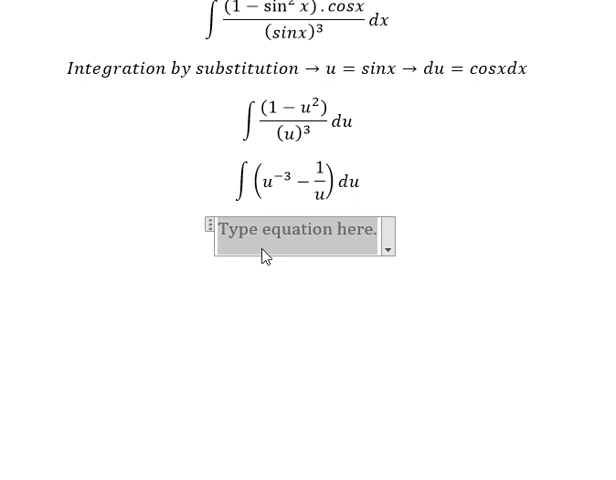 ∫ (1 − sin² x).cosx / (sinx)³ dx
Integration by substitution → u = sinx → du = cosxdx
∫ (1 − u²) / (u)³ du
∫ (u⁻³ − 1/u) du
Type equation here.